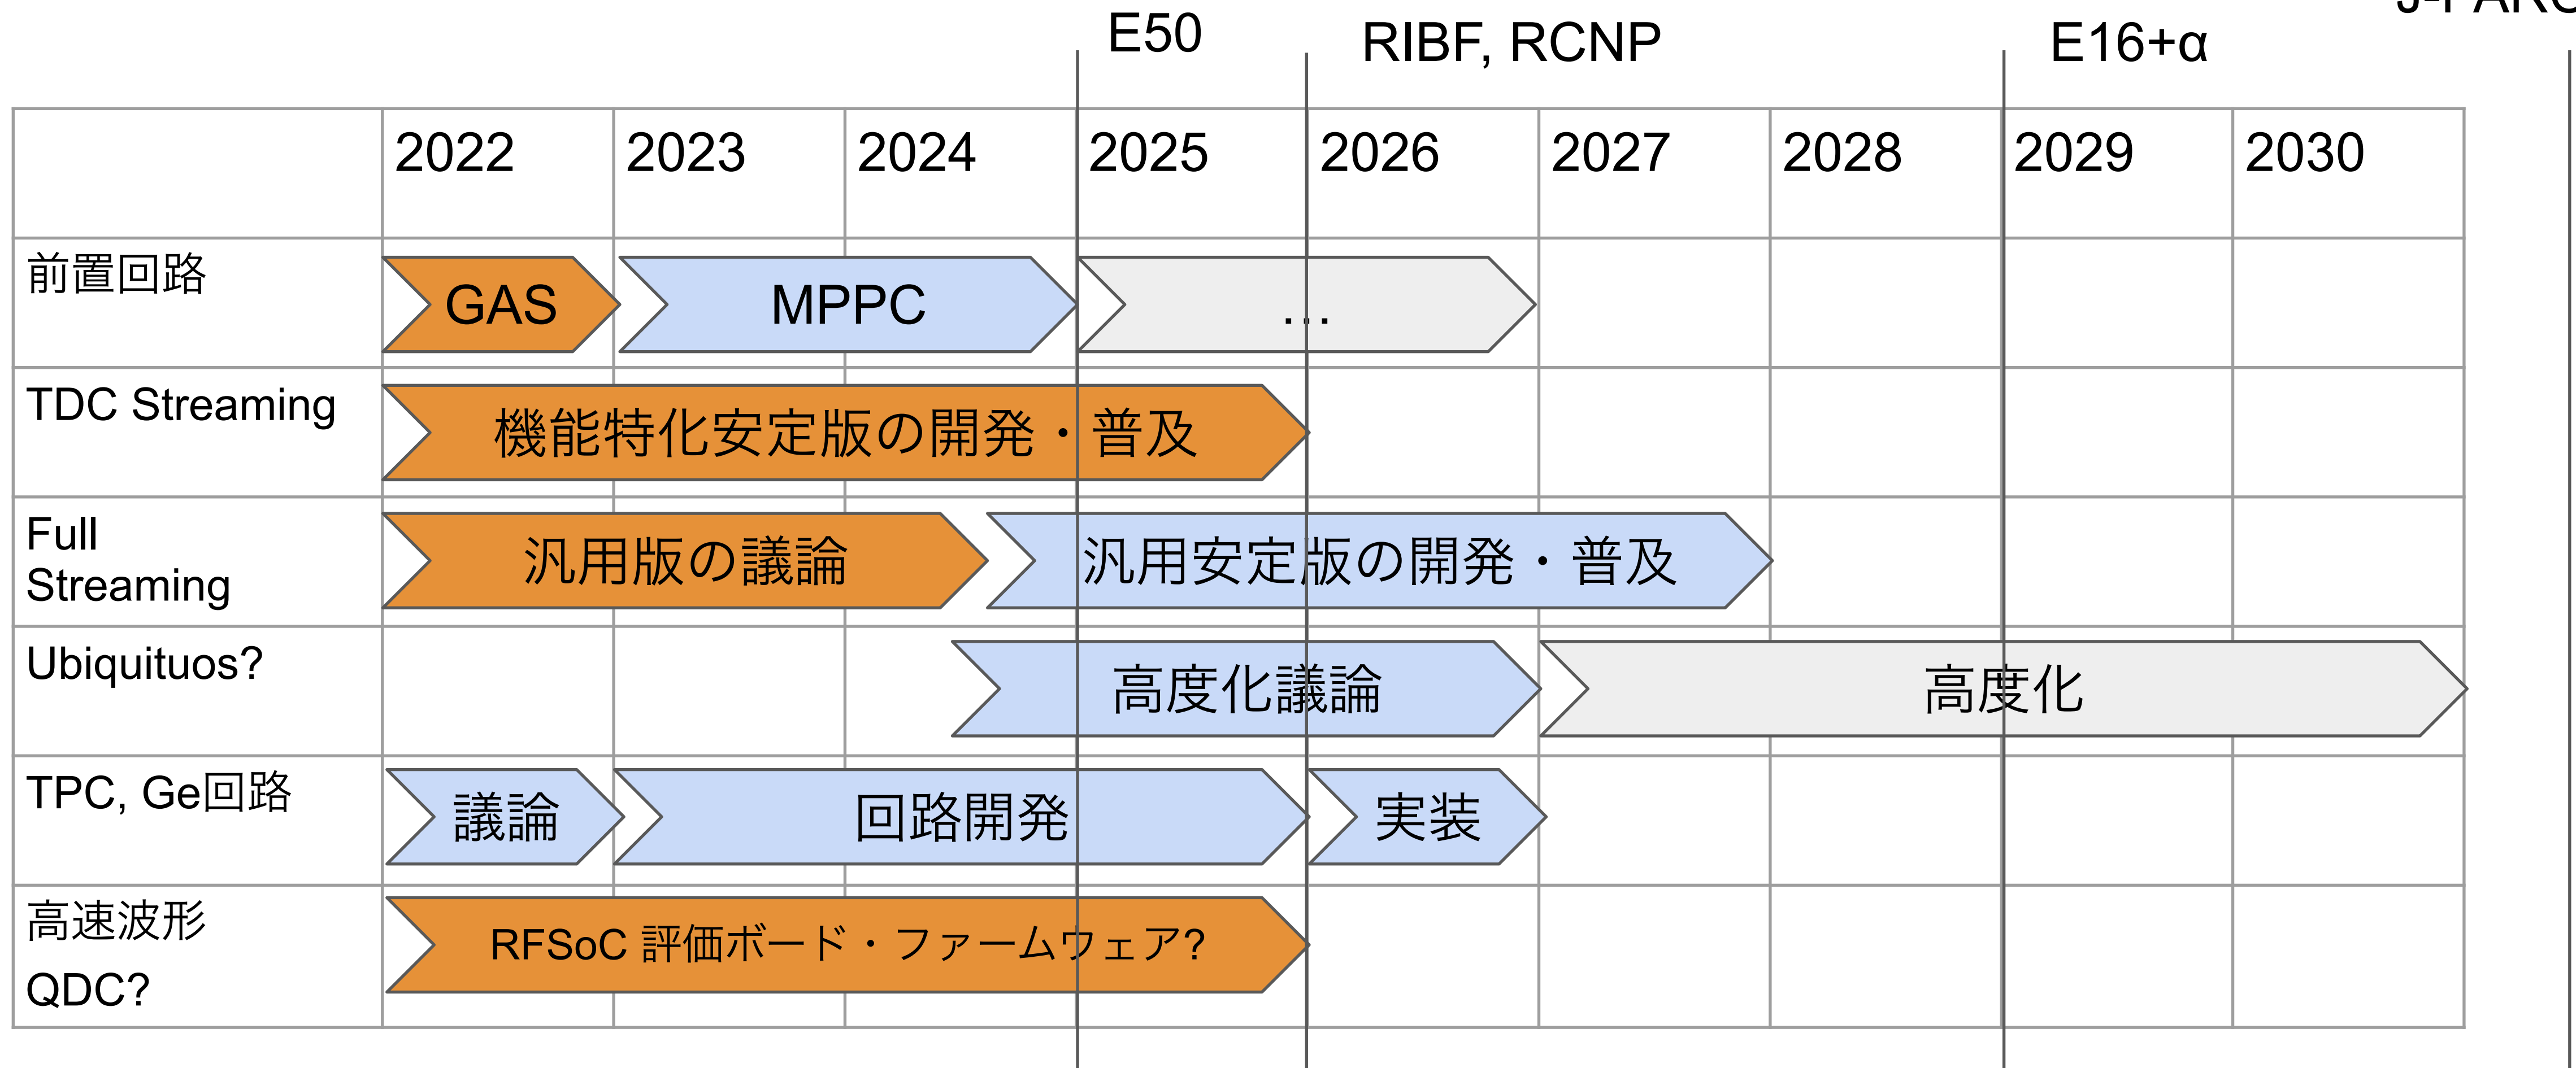 E50
RIBF, RCNP
E16+α
2022
2023
2024
2025
2026
2027
2028
2029
2030
前置回路
GAS
MPPC
…
TDC Streaming
機能特化安定版の開発・普及
Full
Streaming
汎用版の議論
汎用安定版の開発・普及
Ubiquituos?
高度化議論
高度化
TPC, Ge回路
議論
回路開発
実装
高速波形
QDC?
RFSoC 評価ボード・ファームウェア?